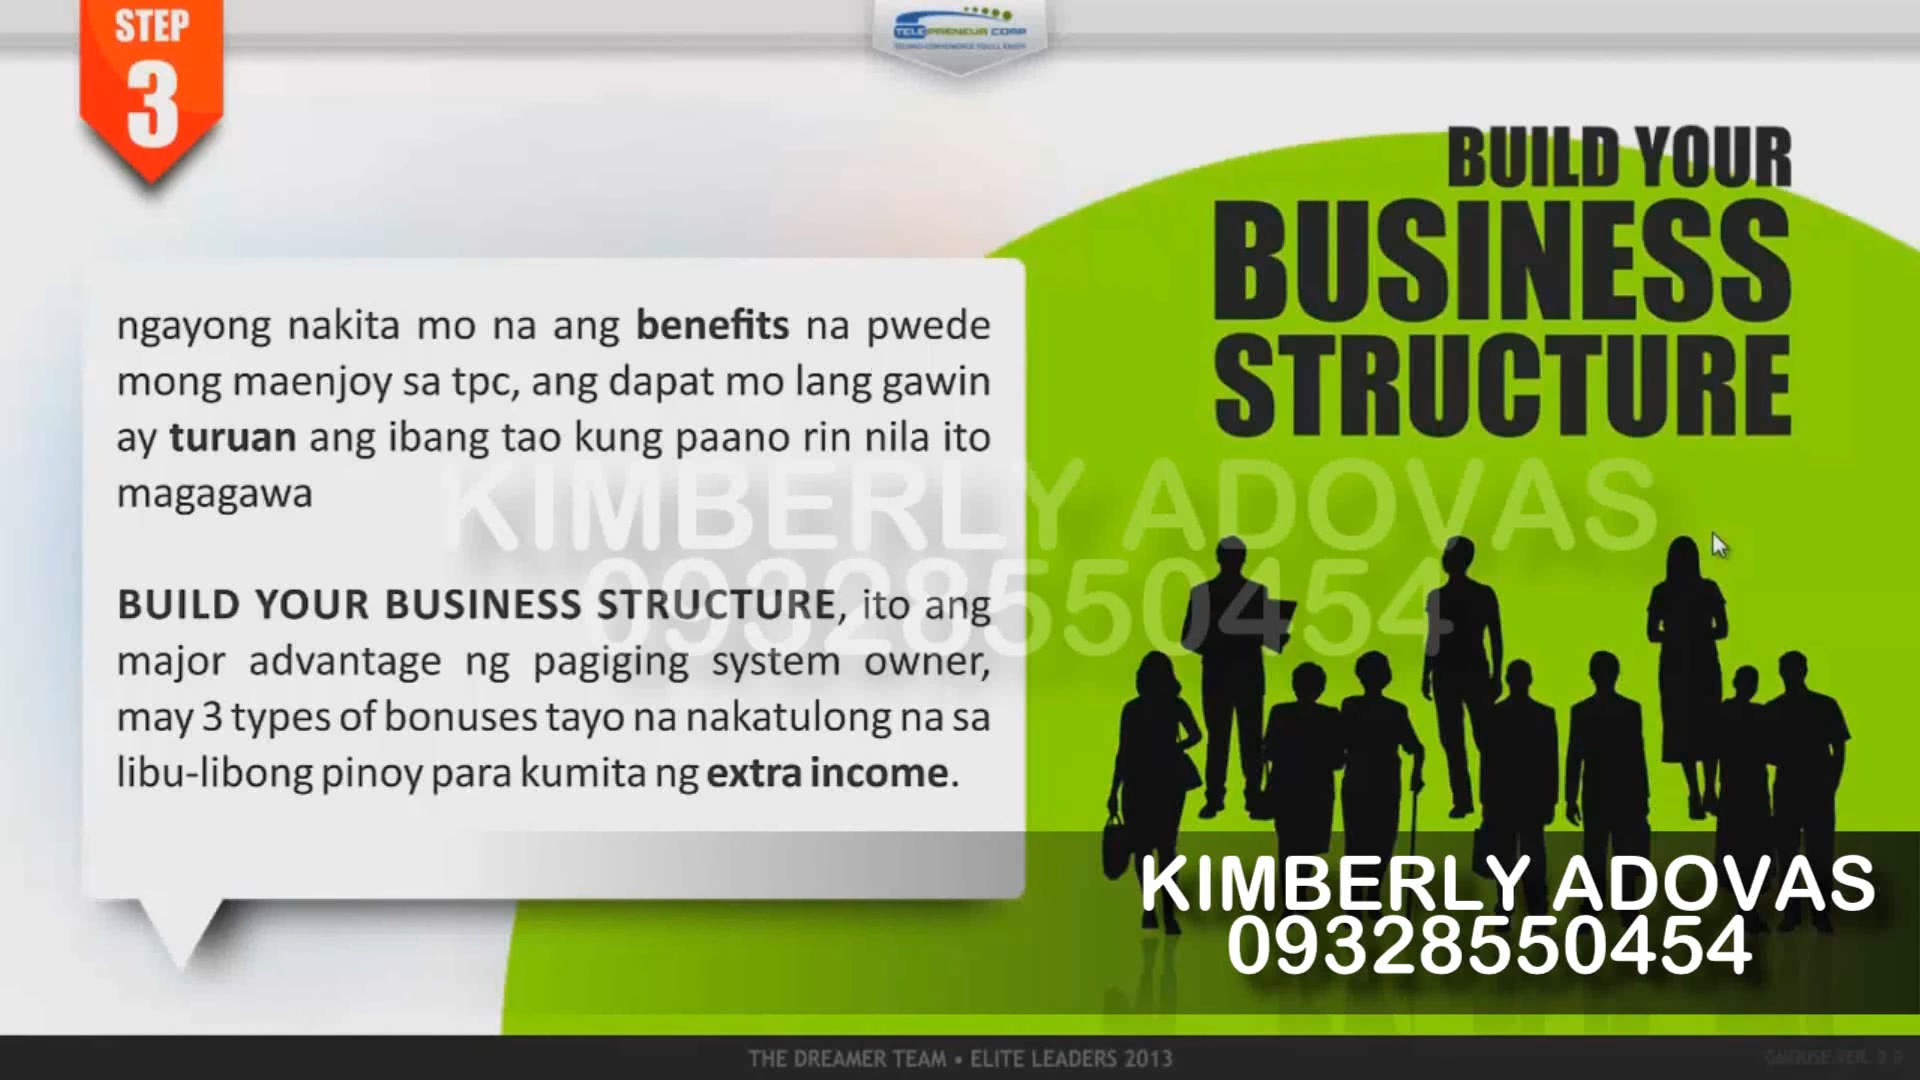 STEP
3
TELEPRENEUR CORP
BUILD YOUR
BUSINESS
STRUCTURE
ngayong nakita mo na ang benefits na pwede
mong maenjoy sa tpc, ang dapat mo lang gawin
ay turuan ang ibang tao kung paano rin nila ito
magagawa
BUILD YOUR BUSINESS STRUCTURE, ito ang
major advantage ng pagiging system owner,
may 3 types of bonuses tayo na nakatulong na sa
libu-libong pinoy para kumita ng extra income.
KIMBERLY ADOVAS
09328550454
KIMBERLY ADOVAS
09328550454
THE DREAMER TEAM • ELITE LEADERS 2013